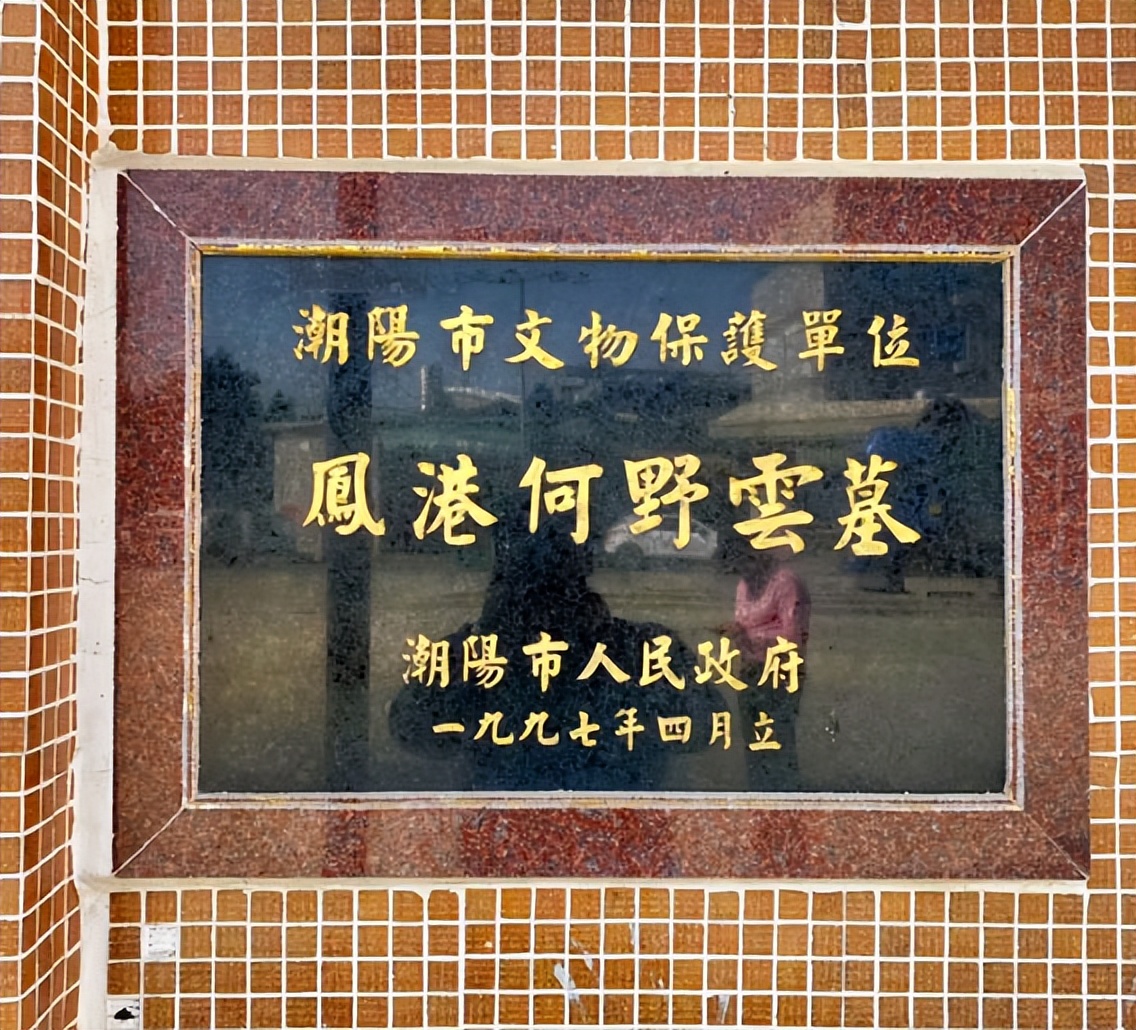 潮陽市文物保護單位
鳳港何野雲墓
潮陽市人民政府
一九九七年四月立